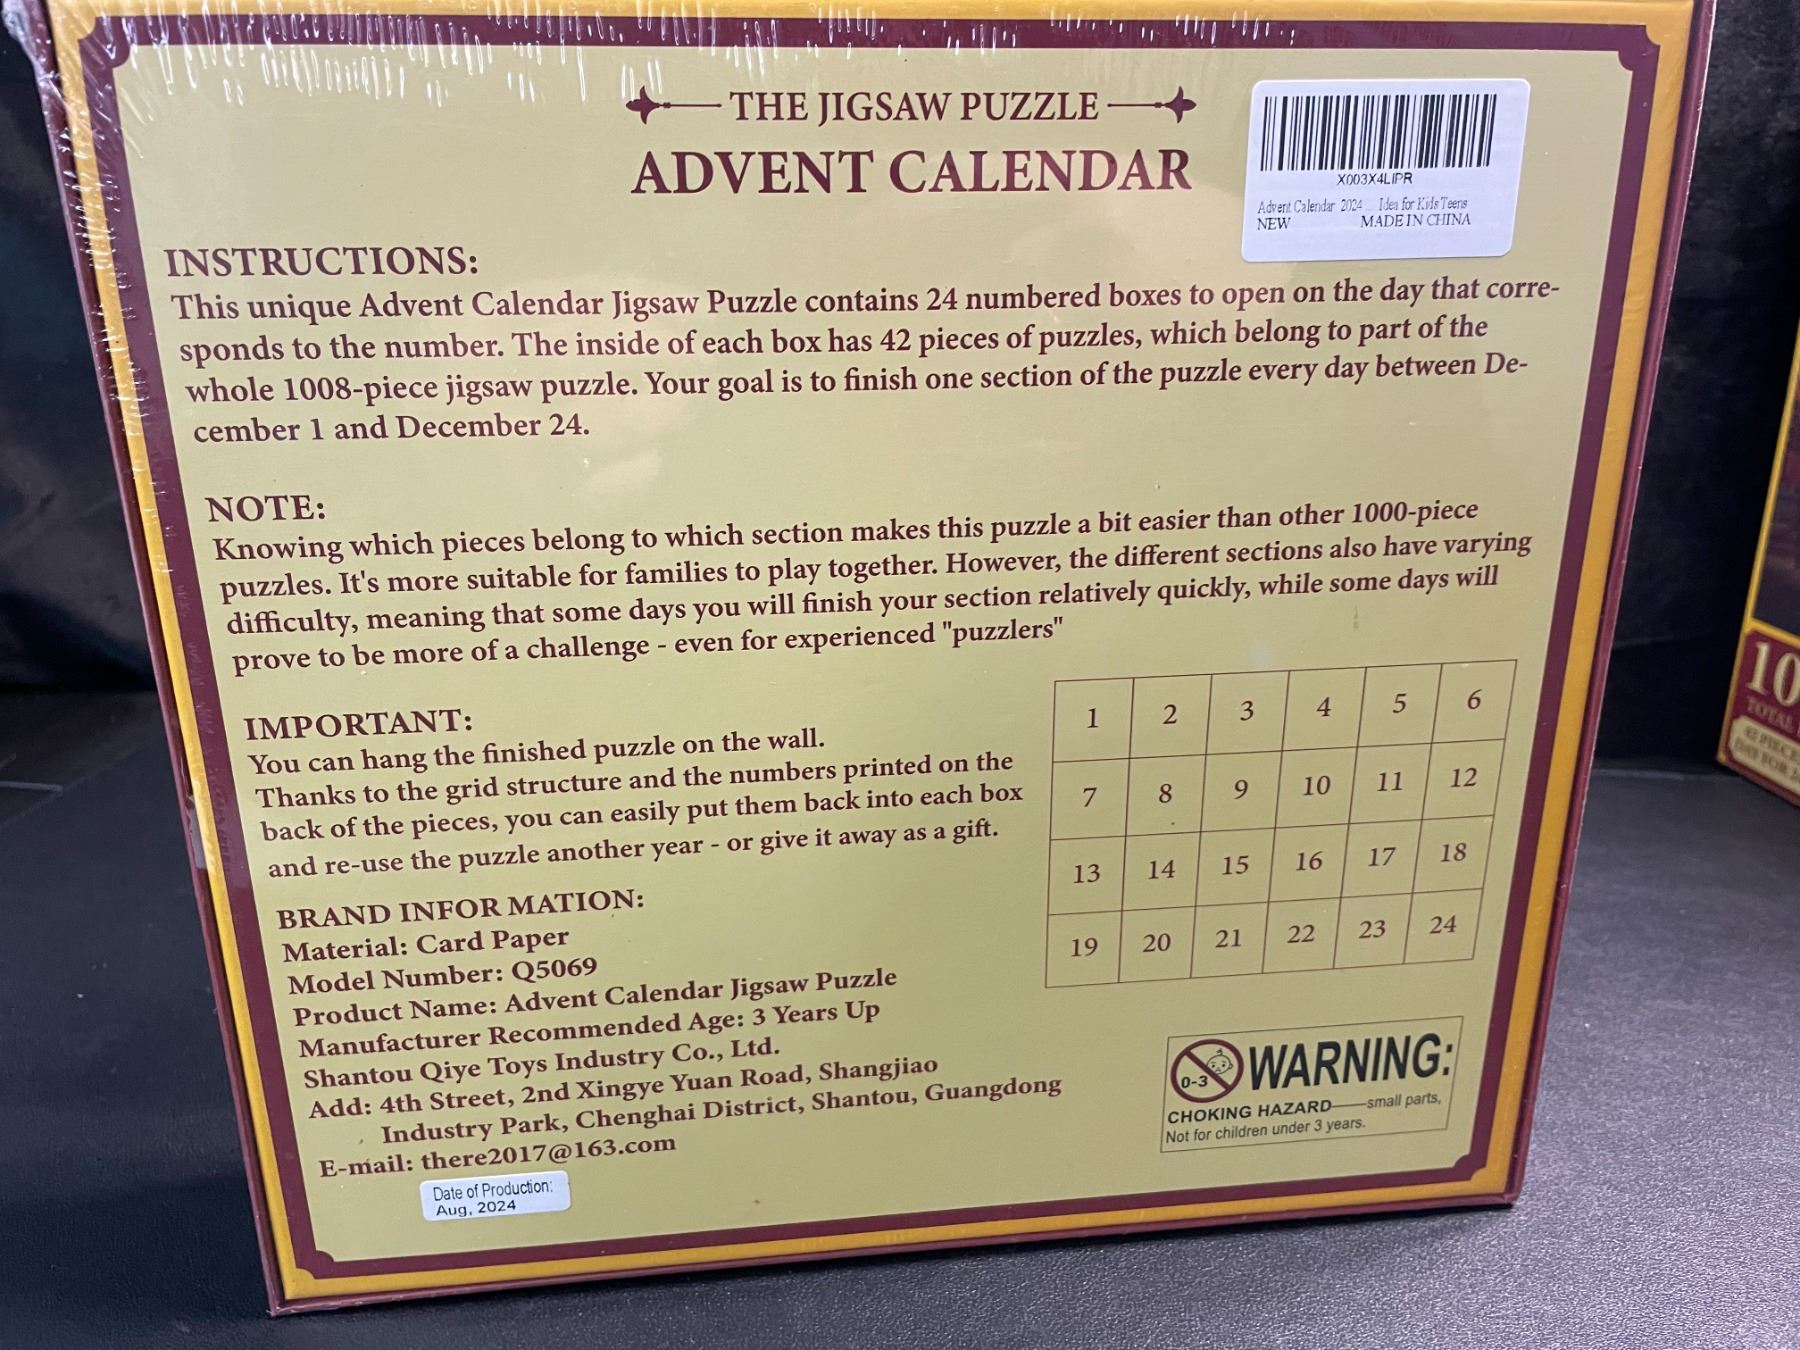 THE JIGSAW PUZZLE
ADVENT CALENDAR
X003X4LIPR
Advent Calendar 2024 ... Idea for Kids Teens
NEW MADE IN CHINA
INSTRUCTIONS:
This unique Advent Calendar Jigsaw Puzzle contains 24 numbered boxes to open on the day that corre-
sponds to the number. The inside of each box has 42 pieces of puzzles, which belong to part of the
whole 1008-piece jigsaw puzzle. Your goal is to finish one section of the puzzle every day between De-
cember 1 and December 24.
NOTE:
Knowing which pieces belong to which section makes this puzzle a bit easier than other 1000-piece
puzzles. It's more suitable for families to play together. However, the different sections also have varying
difficulty, meaning that some days you will finish your section relatively quickly, while some days will
prove to be more of a challenge - even for experienced "puzzlers"
IMPORTANT:
You can hang the finished puzzle on the wall.
Thanks to the grid structure and the numbers printed on the
back of the pieces, you can easily put them back into each box
and re-use the puzzle another year - or give it away as a gift.
1 2 3 4 5 6
7 8 9 10 11 12
13 14 15 16 17 18
19 20 21 22 23 24
BRAND INFOR MATION:
Material: Card Paper
Model Number: Q5069
Product Name: Advent Calendar Jigsaw Puzzle
Manufacturer Recommended Age: 3 Years Up
Shantou Qiye Toys Industry Co., Ltd.
Add: 4th Street, 2nd Xingye Yuan Road, Shangjiao
Industry Park, Chenghai District, Shantou, Guangdong
E-mail: there2017@163.com
Date of Production:
Aug, 2024
0-3 WARNING:
CHOKING HAZARD——small parts,
Not for children under 3 years.
10
TOTAL